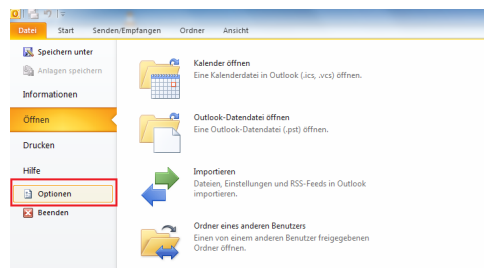 Datei Start Senden/Empfangen Ordner Ansicht
Speichern unter
Anlagen speichern
Informationen
Öffnen
Drucken
Hilfe
Optionen
Beenden
Kalender öffnen
Eine Kalenderdatei in Outlook (.ics, .vcs) öffnen.
Outlook-Datendatei öffnen
Eine Outlook-Datendatei (.pst) öffnen.
Importieren
Dateien, Einstellungen und RSS-Feeds in Outlook
importieren.
Ordner eines anderen Benutzers
Einen von einem anderen Benutzer freigegebenen
Ordner öffnen.